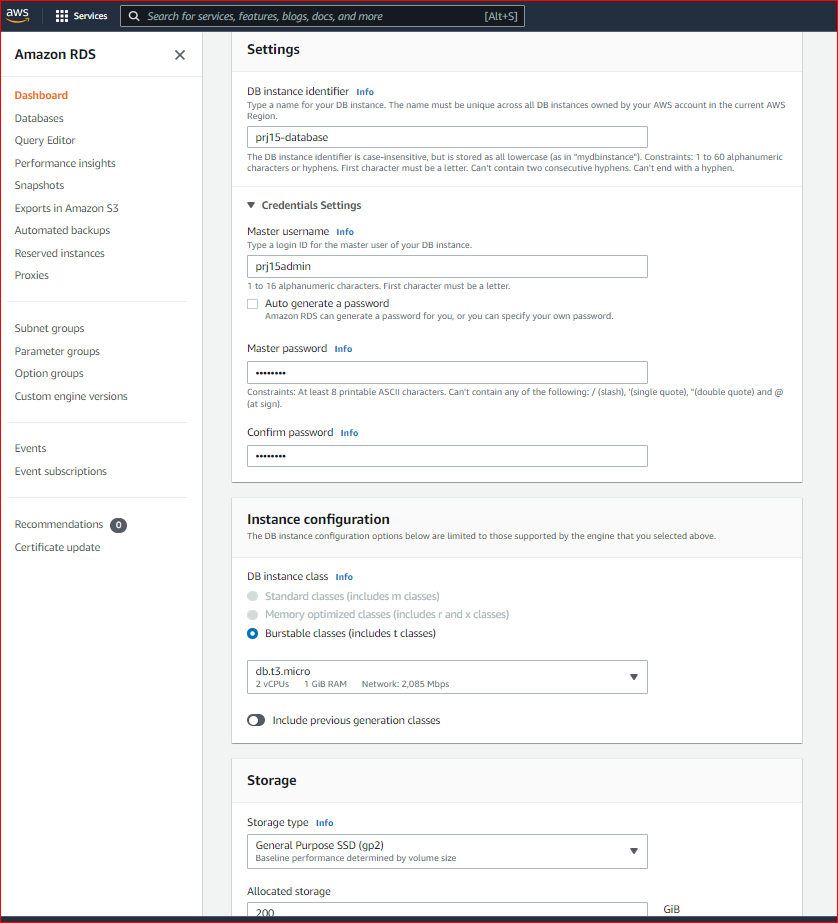 aws
Services
Search for services, features, blogs, docs, and more
[Alt+S]
Amazon RDS
Dashboard
Databases
Query Editor
Performance insights
Snapshots
Exports in Amazon S3
Automated backups
Reserved instances
Proxies
Subnet groups
Parameter groups
Option groups
Custom engine versions
Events
Event subscriptions
Recommendations 0
Certificate update
Settings
DB instance identifier Info
Type a name for your DB instance. The name must be unique across all DB instances owned by your AWS account in the current AWS
Region.
prj15-database
The DB instance identifier is case-insensitive, but is stored as all lowercase (as in "mydbinstance"). Constraints: 1 to 60 alphanumeric
characters or hyphens. First character must be a letter. Can't contain two consecutive hyphens. Can't end with a hyphen.
Credentials Settings
Master username Info
Type a login ID for the master user of your DB instance.
prj15admin
1 to 16 alphanumeric characters. First character must be a letter.
Auto generate a password
Amazon RDS can generate a password for you, or you can specify your own password.
Master password Info
••••••••
Constraints: At least 8 printable ASCII characters. Can't contain any of the following: / (slash), '(single quote), "(double quote) and @
(at sign).
Confirm password Info
••••••••
Instance configuration
The DB instance configuration options below are limited to those supported by the engine that you selected above.
DB instance class Info
Standard classes (includes m classes)
Memory optimized classes (includes r and x classes)
Burstable classes (includes t classes)
db.t3.micro
2 vCPUs 1 GiB RAM Network: 2,085 Mbps
Include previous generation classes
Storage
Storage type Info
General Purpose SSD (gp2)
Baseline performance determined by volume size
Allocated storage
200
GiB